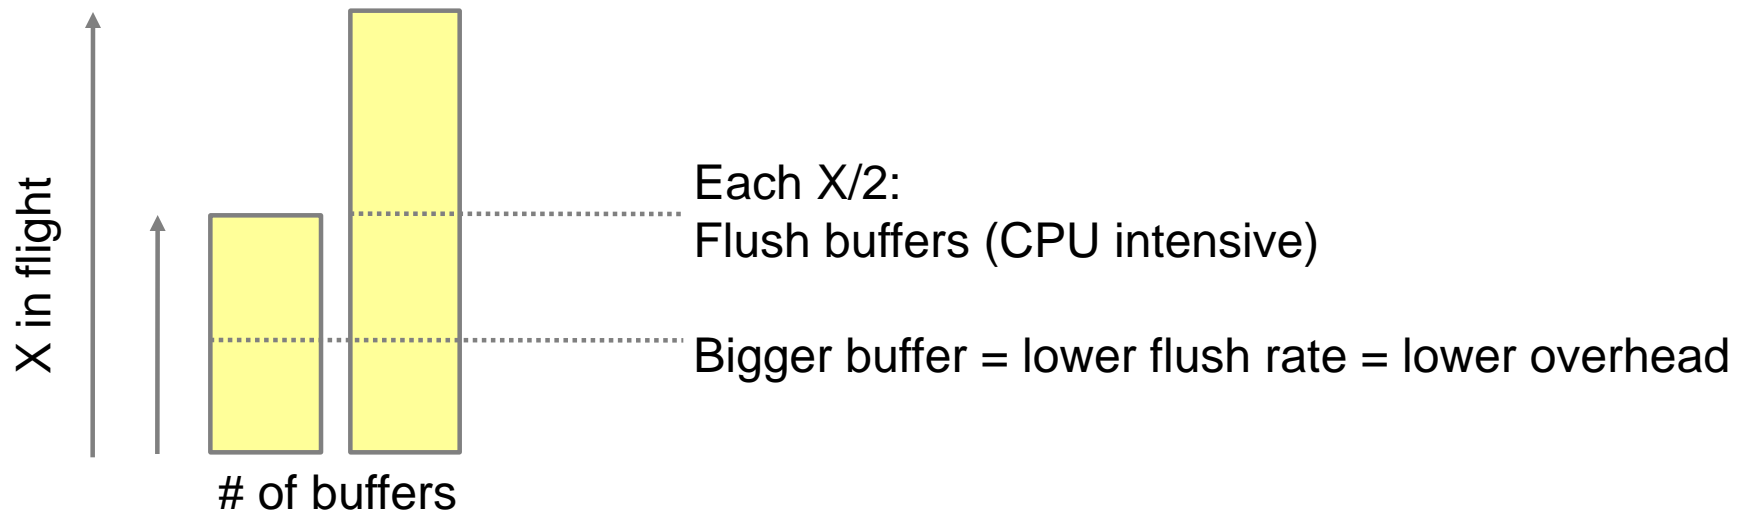 X in flight
# of buffers
Each X/2:
Flush buffers (CPU intensive)
Bigger buffer = lower flush rate = lower overhead